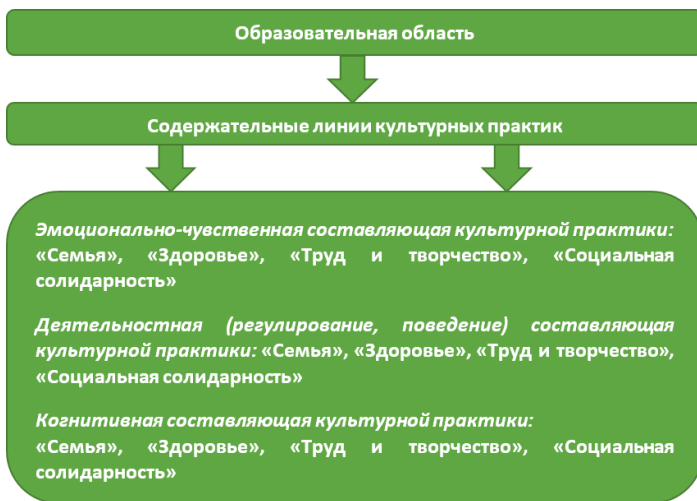 Образовательная область
Содержательные линии культурных практик
Эмоционально-чувственная составляющая культурной практики:
«Семья», «Здоровье», «Труд и творчество», «Социальная
солидарность»
Деятельностная (регулирование, поведение) составляющая
культурной практики: «Семья», «Здоровье», «Труд и творчество»,
«Социальная солидарность»
Когнитивная составляющая культурной практики:
«Семья», «Здоровье», «Труд и творчество», «Социальная
солидарность»